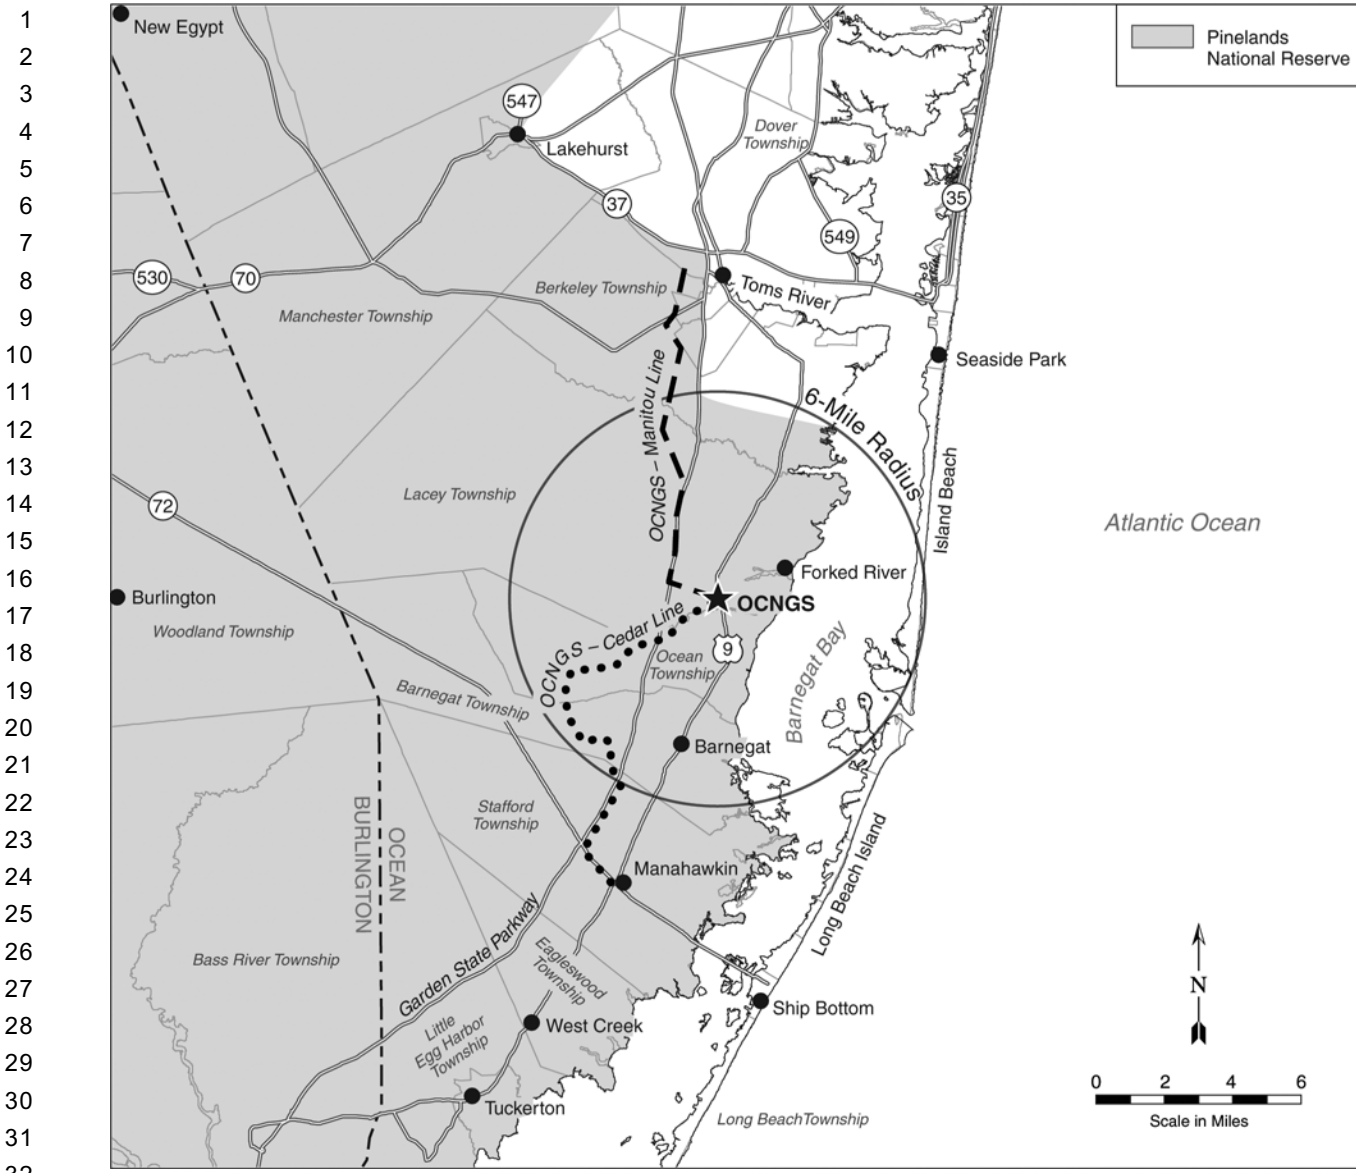 1
New Egypt
Pinelands
National Reserve
2
3
547
4
Dover
Township
Lakehurst
5
6
37
35
7
549
8
530
70
Berkeley Township
Toms River
9
Manchester Township
10
Seaside Park
11
OCNGS – Manitou Line
6-Mile Radius
12
13
Island Beach
14
72
Lacey Township
Atlantic Ocean
15
16
Forked River
Burlington
OCNGS
17
Woodland Township
OCNGS – Cedar Line
18
9
Ocean
Township
Barnegat Bay
19
Barnegat Township
20
Barnegat
21
22
Stafford
Township
OCEAN
BURLINGTON
23
Long Beach Island
24
Manahawkin
25
Garden State Parkway
26
Bass River Township
Eagleswood
Township
27
N
Ship Bottom
28
West Creek
Little
Egg Harbor
Township
29
0 2 4 6
30
Tuckerton
Scale in Miles
Long BeachTownship
31
32